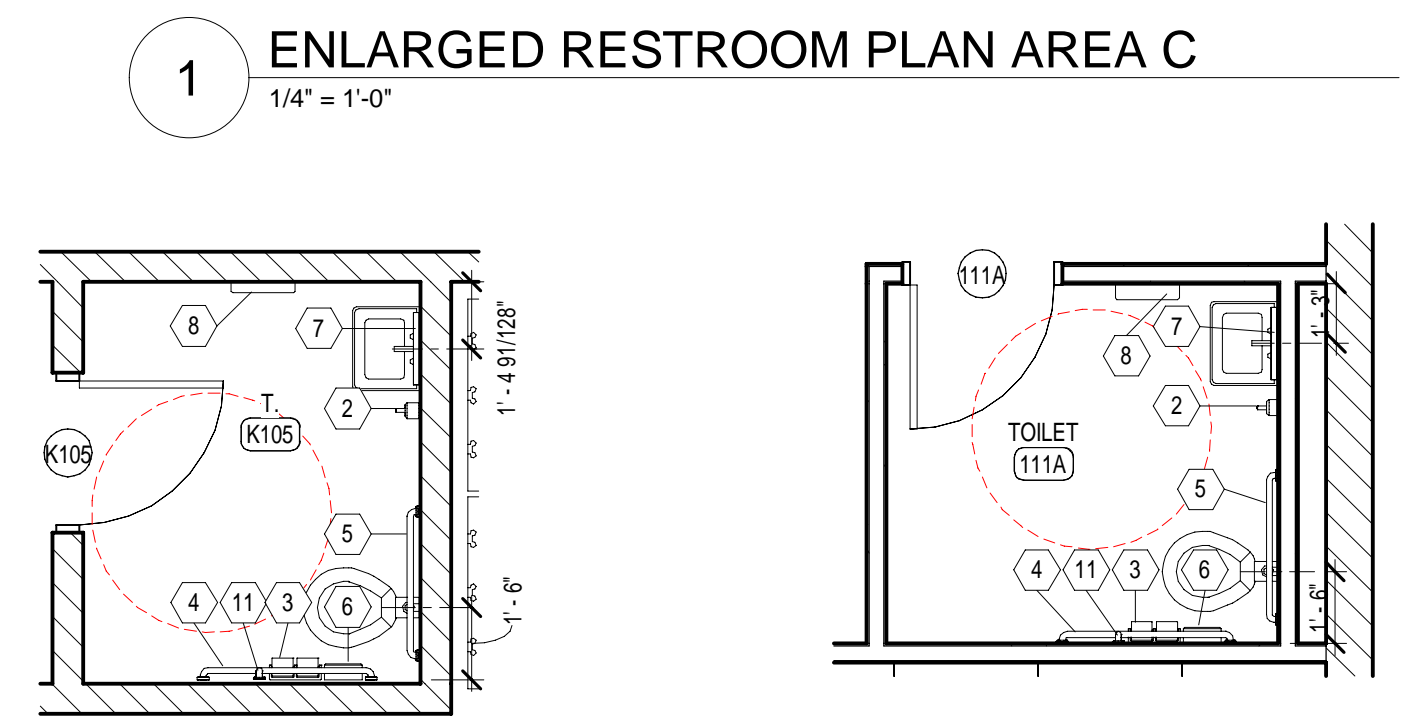 1
ENLARGED RESTROOM PLAN AREA C
1/4" = 1'-0"
8
7
2
T.
K105
K105
5
4
11
3
6
1' - 4 91/128"
1' - 6"
111A
8
7
2
TOILET
111A
5
4
11
3
6
1' - 3"
1' - 6"